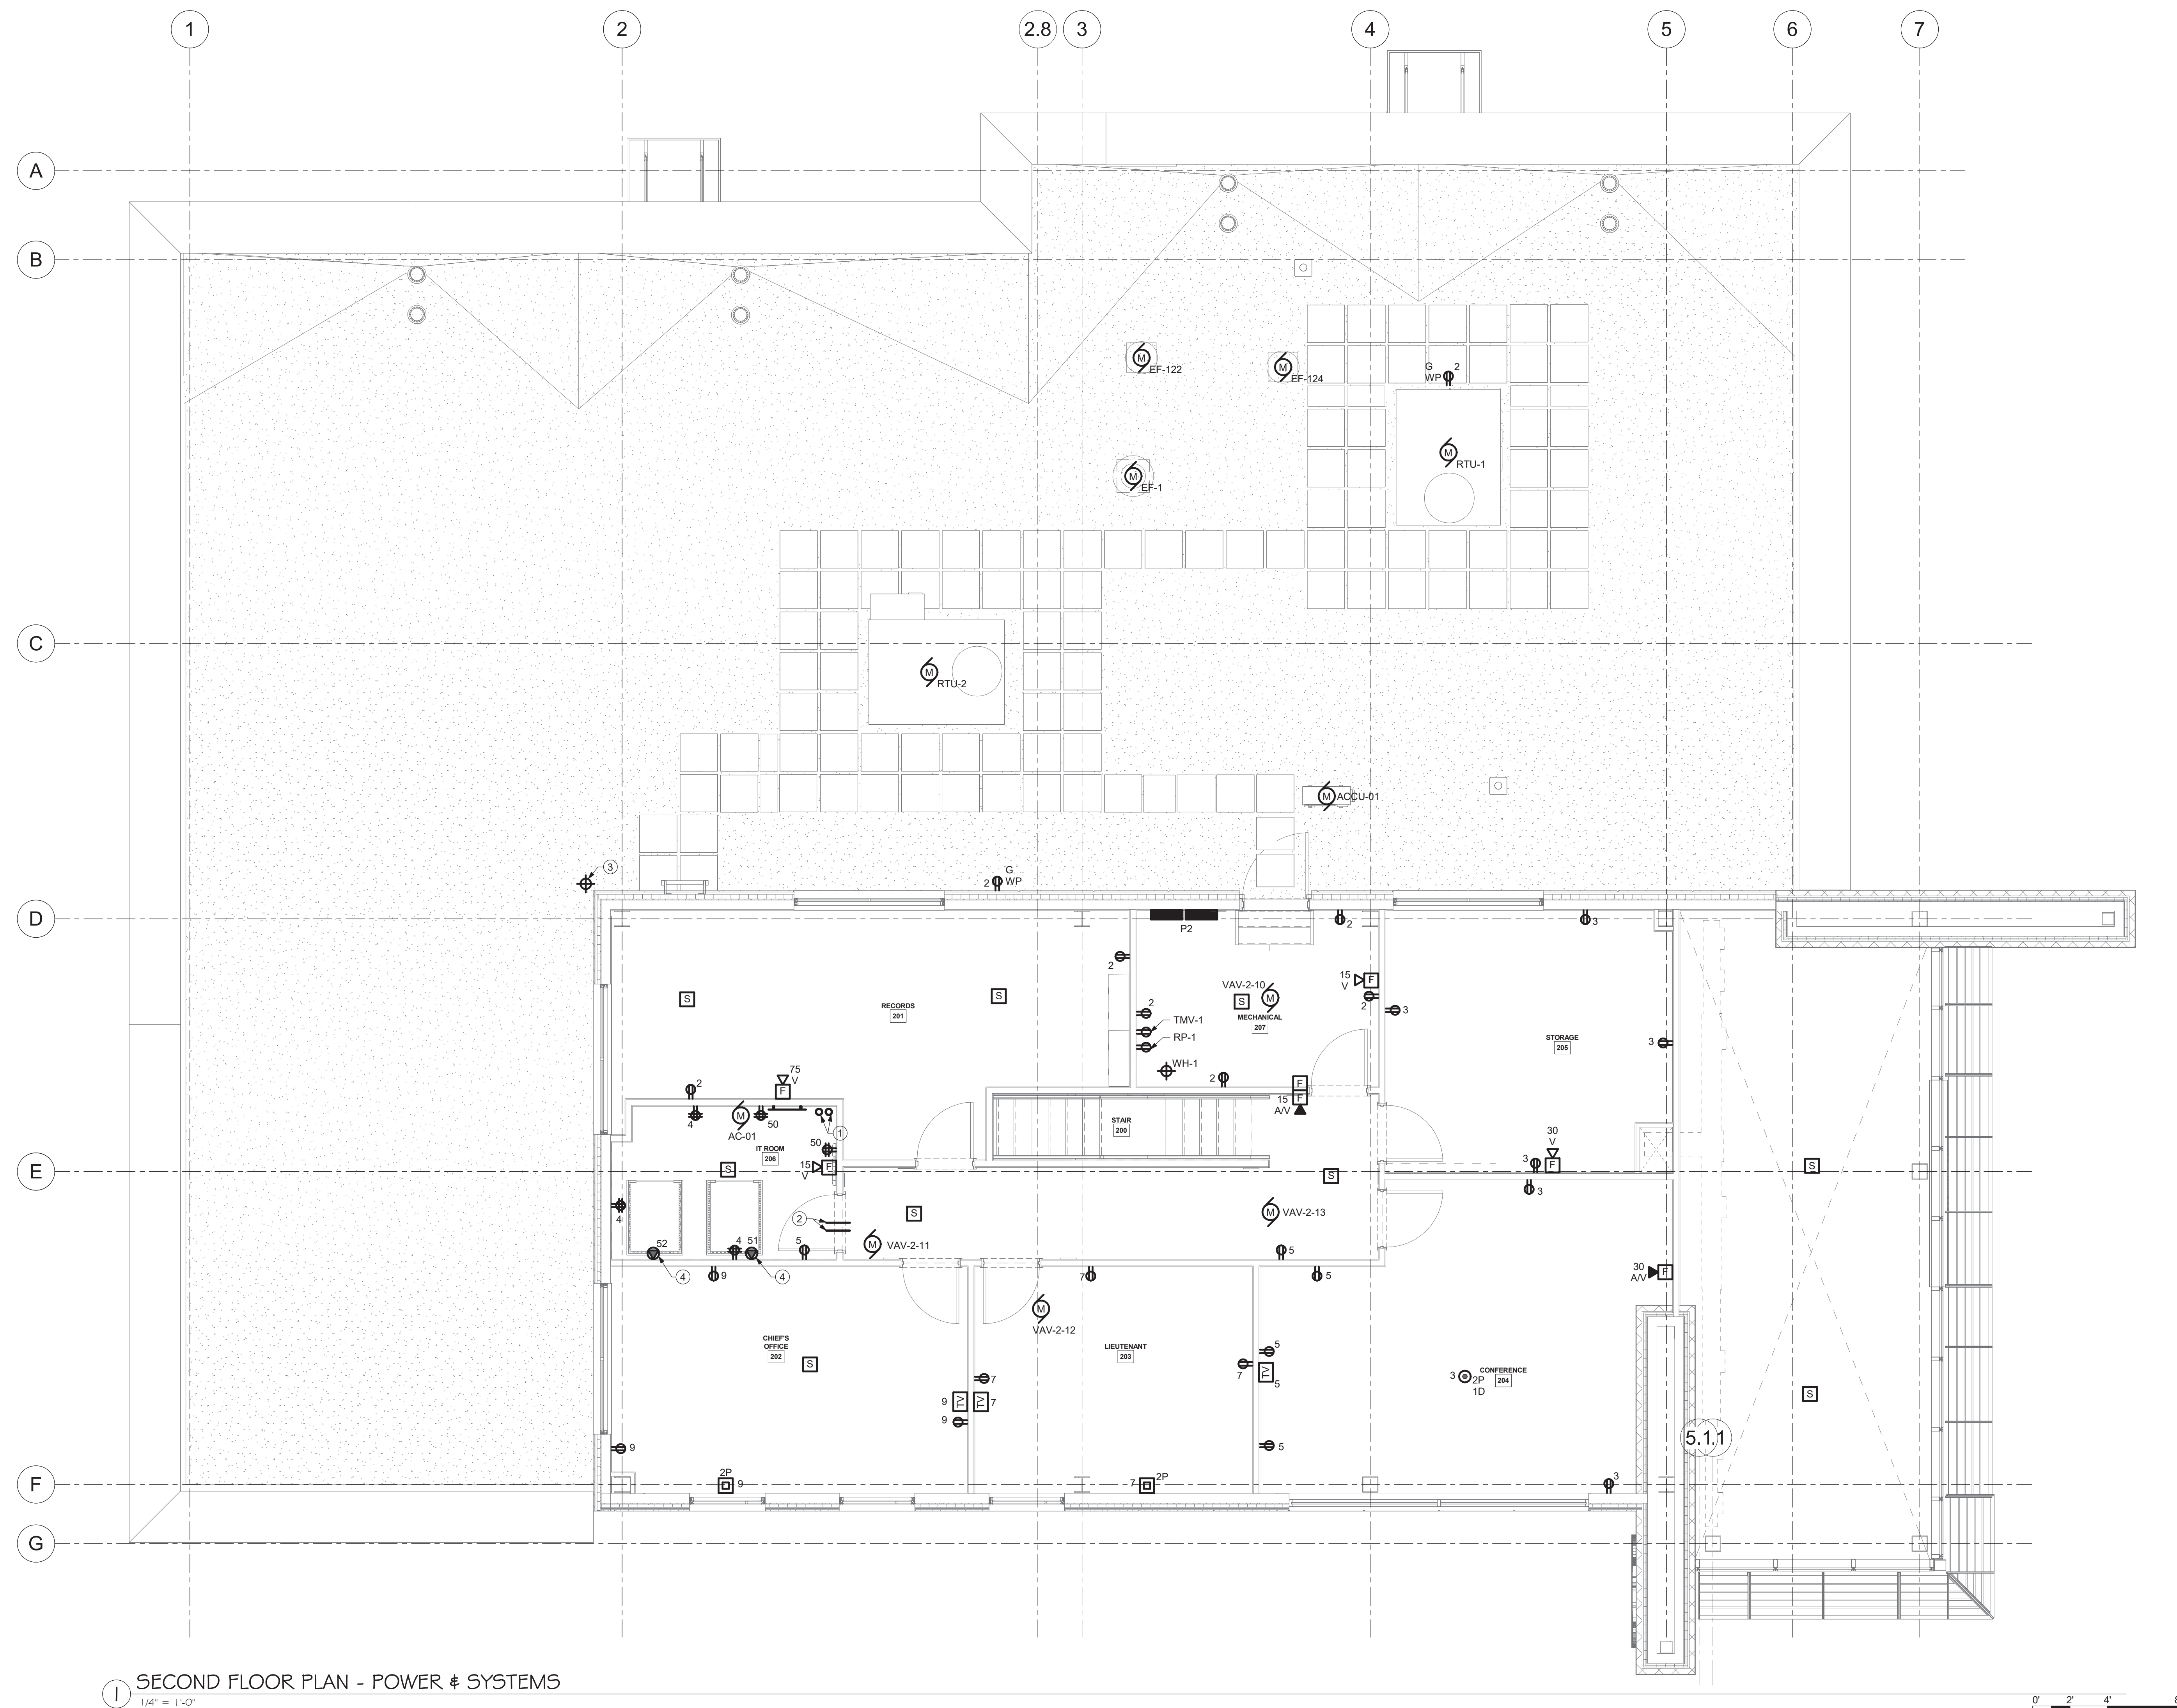 1 2 2.8 3 4 5 6 7
A
B
C
D
E
F
G
EF-122
M
EF-124
M
G
WP
2
M
RTU-1
M
EF-1
M
RTU-2
M
ACCU-01
3
2
G
WP
P2
2
3
2
15
V
F
VAV-2-10
S
M
MECHANICAL
207
2
2
TMV-1
RP-1
WH-1
2
S
S
RECORDS
201
3
STORAGE
205
3
75
V
F
2
4
M
AC-01
50
1
50
IT ROOM
206
S
15
V
F
F
F
15
A/V
STAIR
200
30
V
F
3
3
S
S
S
4
2
M
VAV-2-11
M
VAV-2-13
52
4
51
5
4
4
9
7
5
5
30
A/V
F
M
VAV-2-12
CHIEF'S
OFFICE
202
S
LIEUTENANT
203
5
7
TV
5
CONFERENCE
204
3
2P
1D
S
7
9
TV
TV
7
9
9
5
5.1
1.1
2P
9
7
2P
3
1
SECOND FLOOR PLAN - POWER & SYSTEMS
1/4" = 1'-0"
0' 2' 4' 8